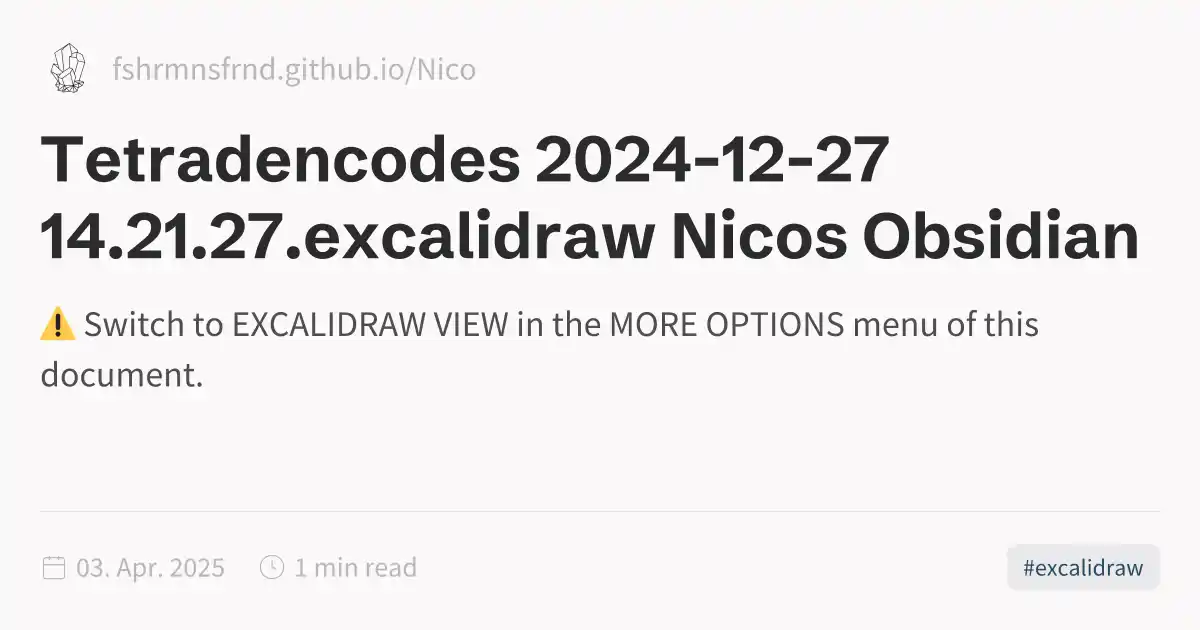 fshrmnsfrnd.github.io/Nico
Tetradencodes 2024-12-27
14.21.27.excalidraw Nicos Obsidian
⚠️ Switch to EXCALIDRAW VIEW in the MORE OPTIONS menu of this
document.
03. Apr. 2025
1 min read
#excalidraw